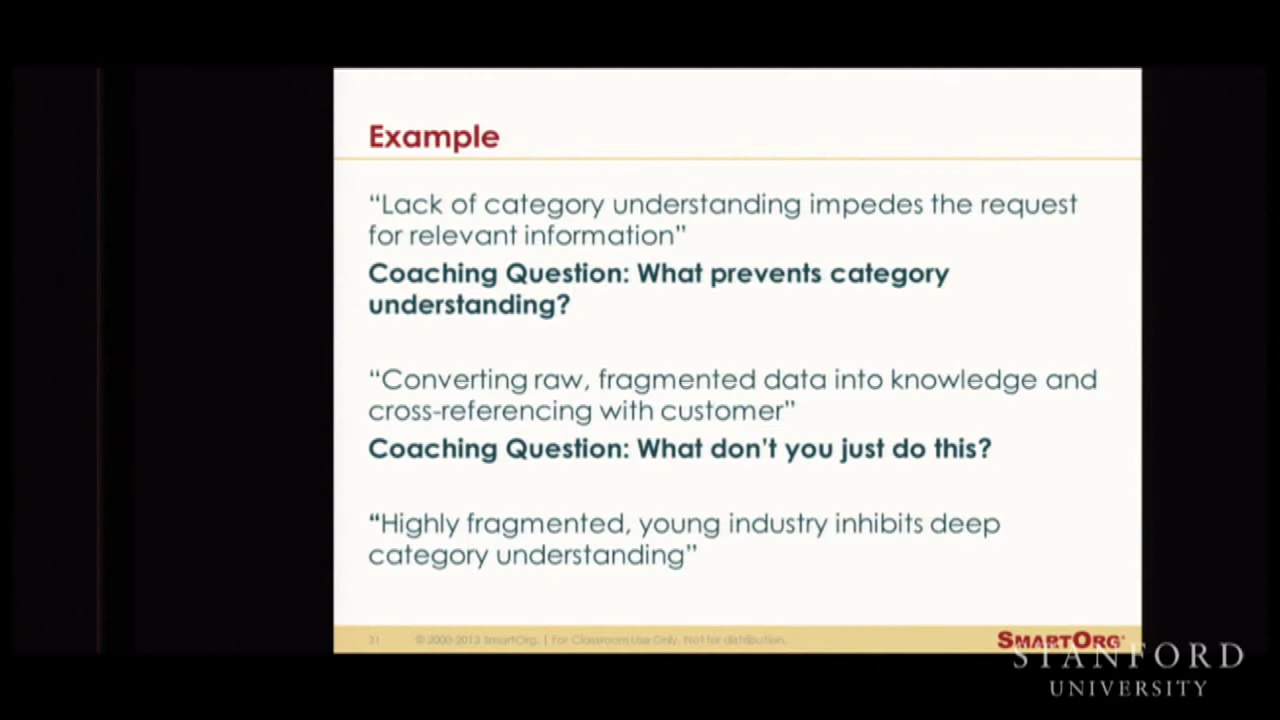 Example
“Lack of category understanding impedes the request
for relevant information”
Coaching Question: What prevents category
understanding?
“Converting raw, fragmented data into knowledge and
cross-referencing with customer”
Coaching Question: What don’t you just do this?
“Highly fragmented, young industry inhibits deep
category understanding”
31 © 2000-2013 SmartOrg. | For Classroom Use Only. Not for distribution.
SMARTORG
STANFORD
UNIVERSITY